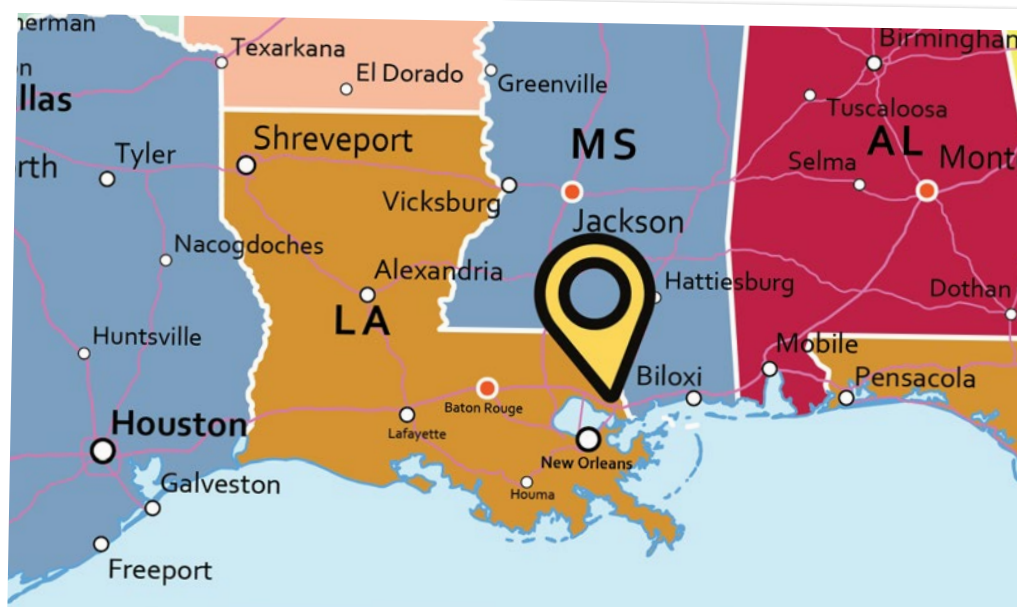 erman
Texarkana
El Dorado
Greenville
Birmingham
llas
Tuscaloosa
Shreveport
MS
AL
Mont
rth
Tyler
Selma
Vicksburg
Jackson
Nacogdoches
Alexandria
Hattiesburg
Dothan
LA
Huntsville
Mobile
Biloxi
Pensacola
Baton Rouge
Houston
Lafayette
New Orleans
Galveston
Houma
Freeport